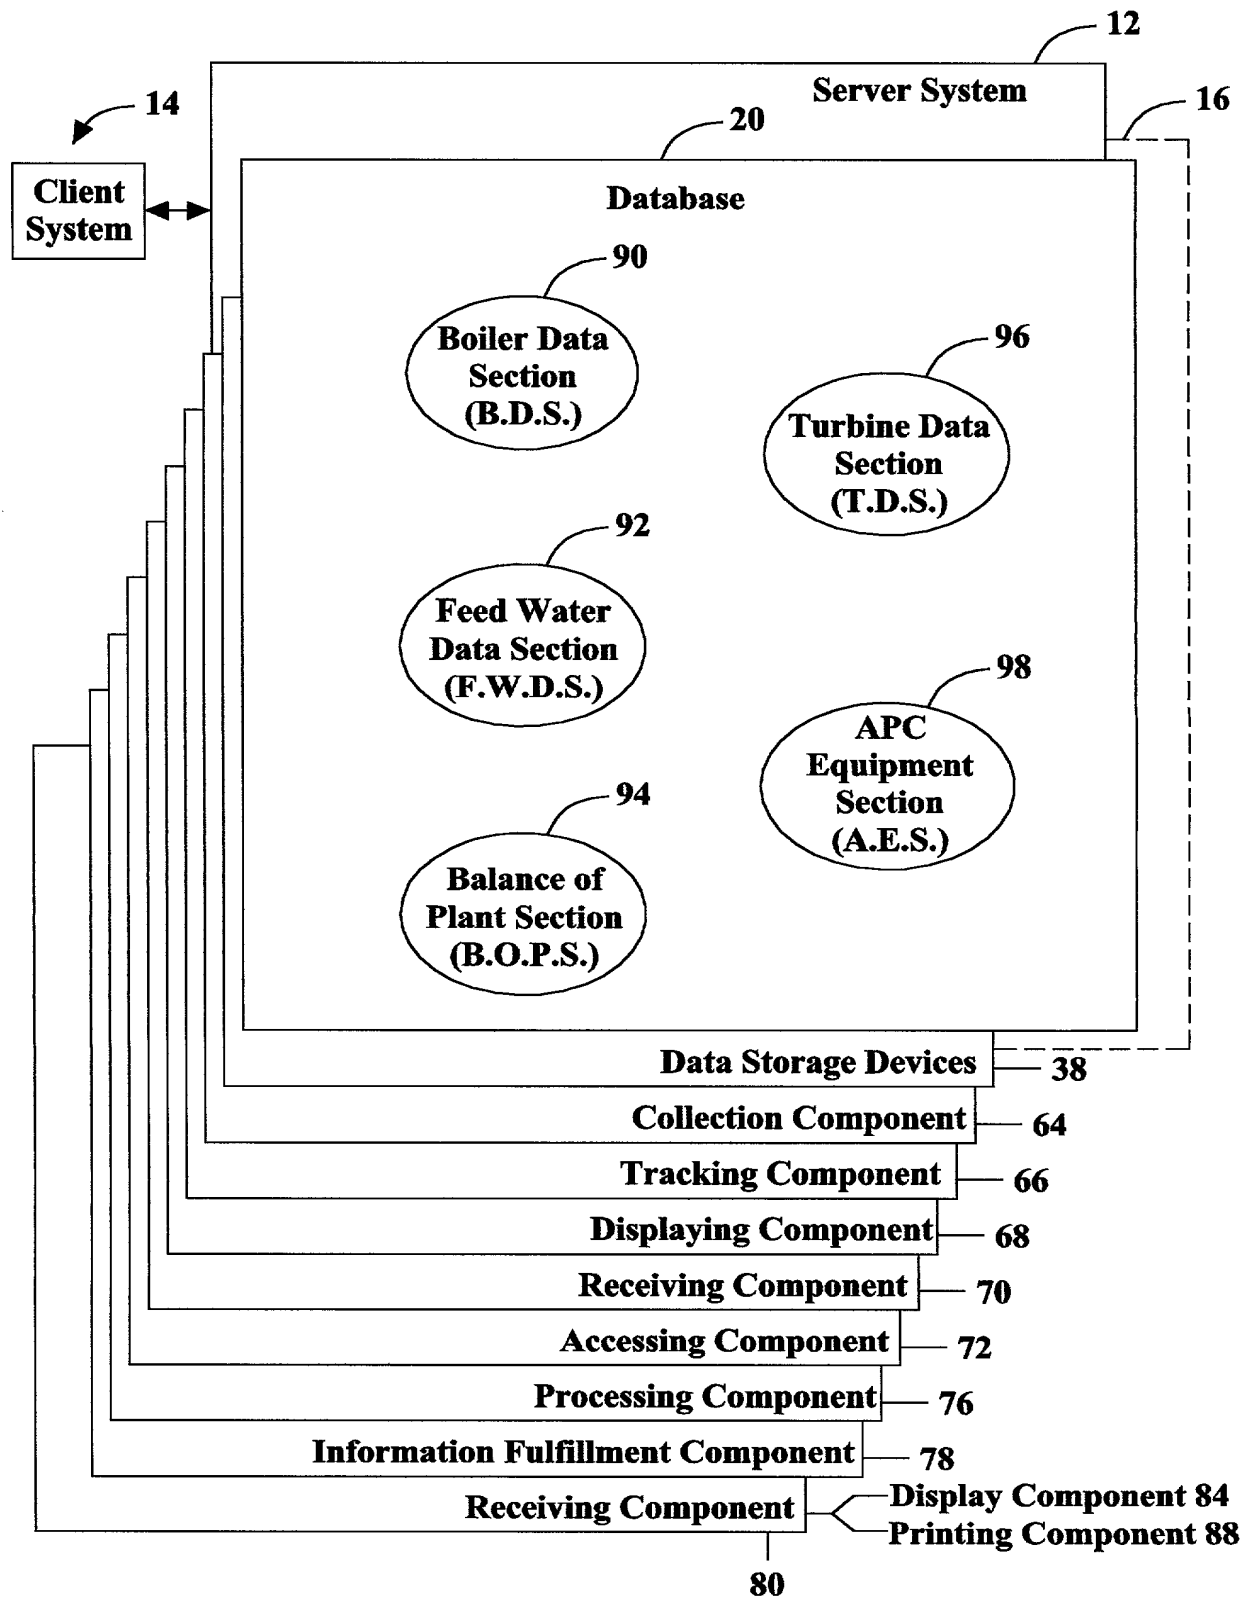 12
Server System
14
16
20
Client
System
Database
90
Boiler Data
Section
(B.D.S.)
96
Turbine Data
Section
(T.D.S.)
92
Feed Water
Data Section
(F.W.D.S.)
98
APC
Equipment
Section
(A.E.S.)
94
Balance of
Plant Section
(B.O.P.S.)
Data Storage Devices 38
Collection Component 64
Tracking Component 66
Displaying Component 68
Receiving Component 70
Accessing Component 72
Processing Component 76
Information Fulfillment Component 78
Receiving Component
Display Component 84
Printing Component 88
80